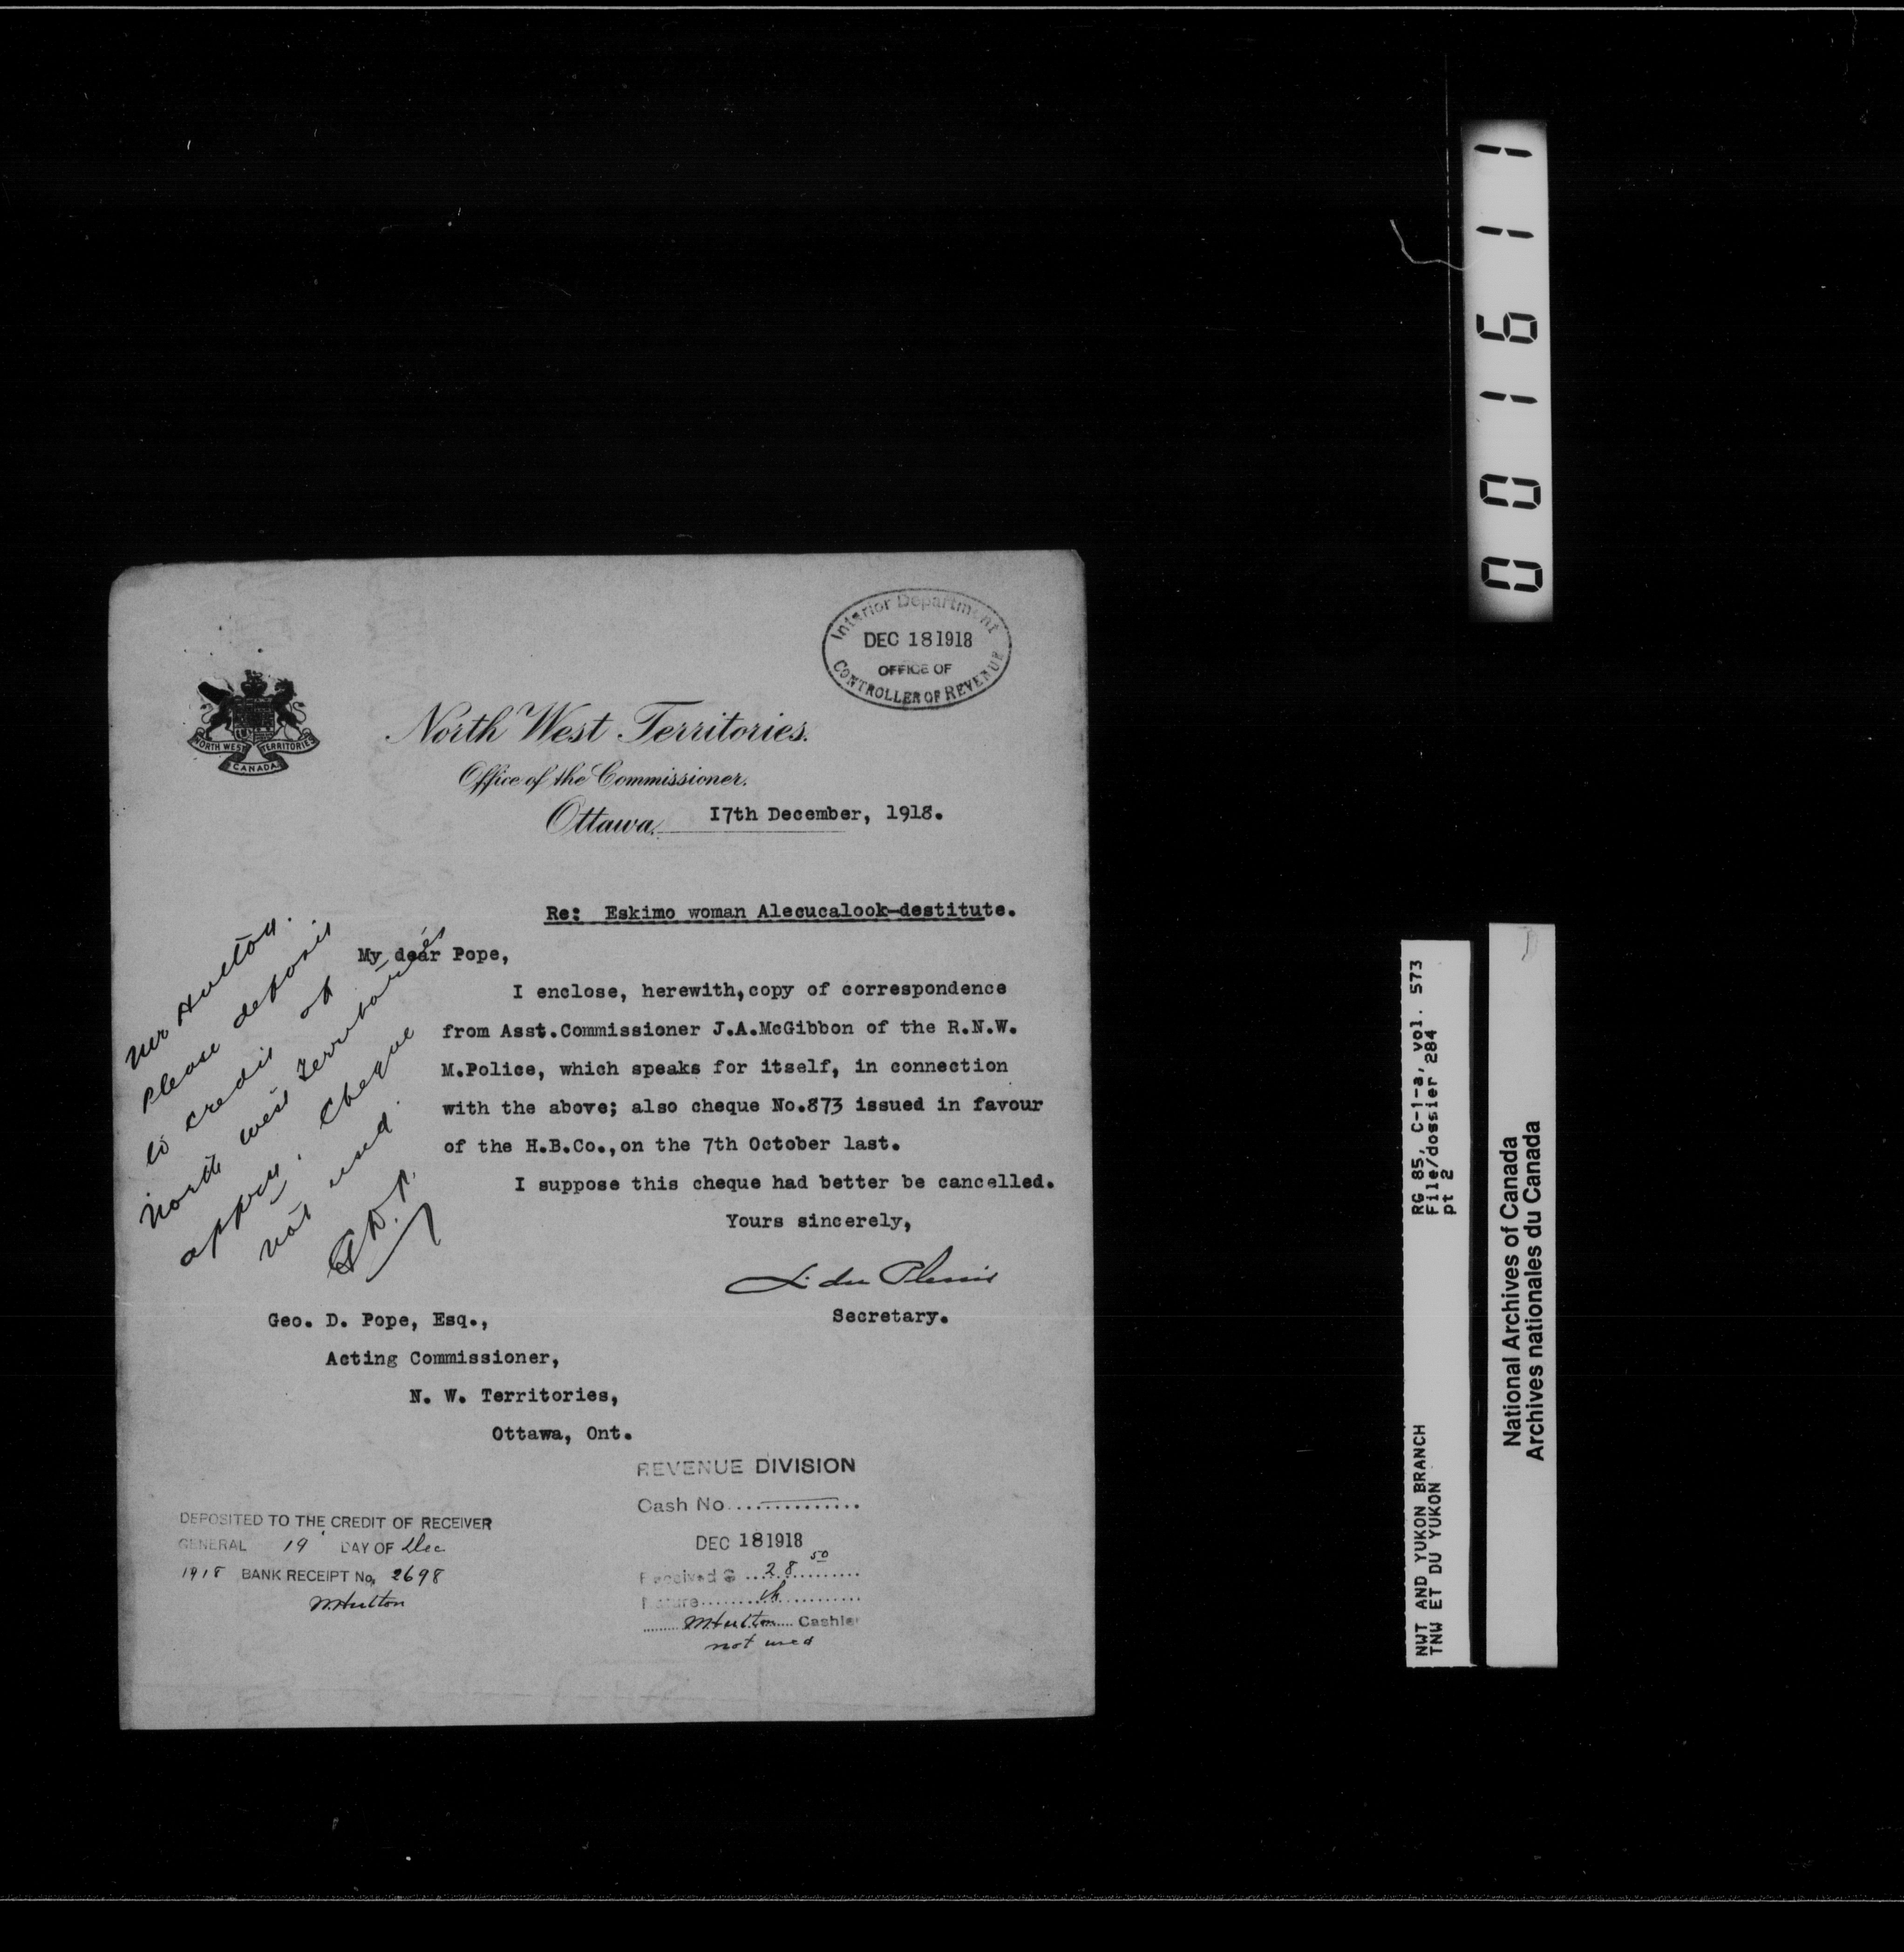 Interior Department
DEC 18 1918
OFFICE OF
CONTROLLER OF REVENUE
NORTH WEST TERRITORIES
CANADA
North West Territories.
Office of the Commissioner.
Ottawa, I7th December, 1918.
Re: Eskimo woman Alecucalook-destitute.
My dear Pope,
I enclose, herewith,copy of correspondence
from Asst.Commissioner J.A.McGibbon of the R.N.W.
M.Police, which speaks for itself, in connection
with the above; also cheque No.873 issued in favour
of the H.B.Co.,on the 7th October last.
I suppose this cheque had better be cancelled.
Yours sincerely,
L. du Plessis
Secretary.
Mr Hulton.
Please deposit
to credit of
North West Territories
appro. Cheque
not used.
G.D.P.
Geo. D. Pope, Esq.,
Acting Commissioner,
N. W. Territories,
Ottawa, Ont.
REVENUE DIVISION
Cash No
DEC 18 1918
Received $ 28 50
M Hulton Cashier
not used
DEPOSITED TO THE CREDIT OF RECEIVER
GENERAL 19 DAY OF Dec
1918 BANK RECEIPT No. 2698
M Hulton
001611
NWT AND YUKON BRANCH RG 85, C-1-a, vol. 573
TNW ET DU YUKON File/dossier 284
pt 2
National Archives of Canada
Archives nationales du Canada